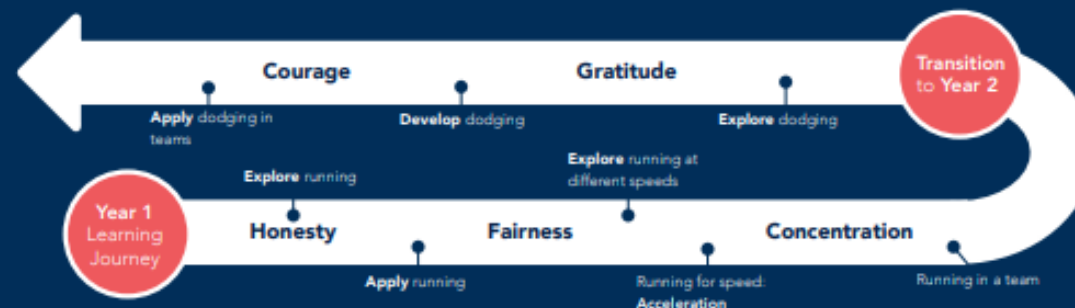 Courage
Gratitude
Transition
to Year 2
Apply dodging in
teams
Develop dodging
Explore dodging
Explore running
Explore running at
different speeds
Year 1
Learning
Journey
Honesty
Fairness
Concentration
Apply running
Running for speed:
Acceleration
Running in a team